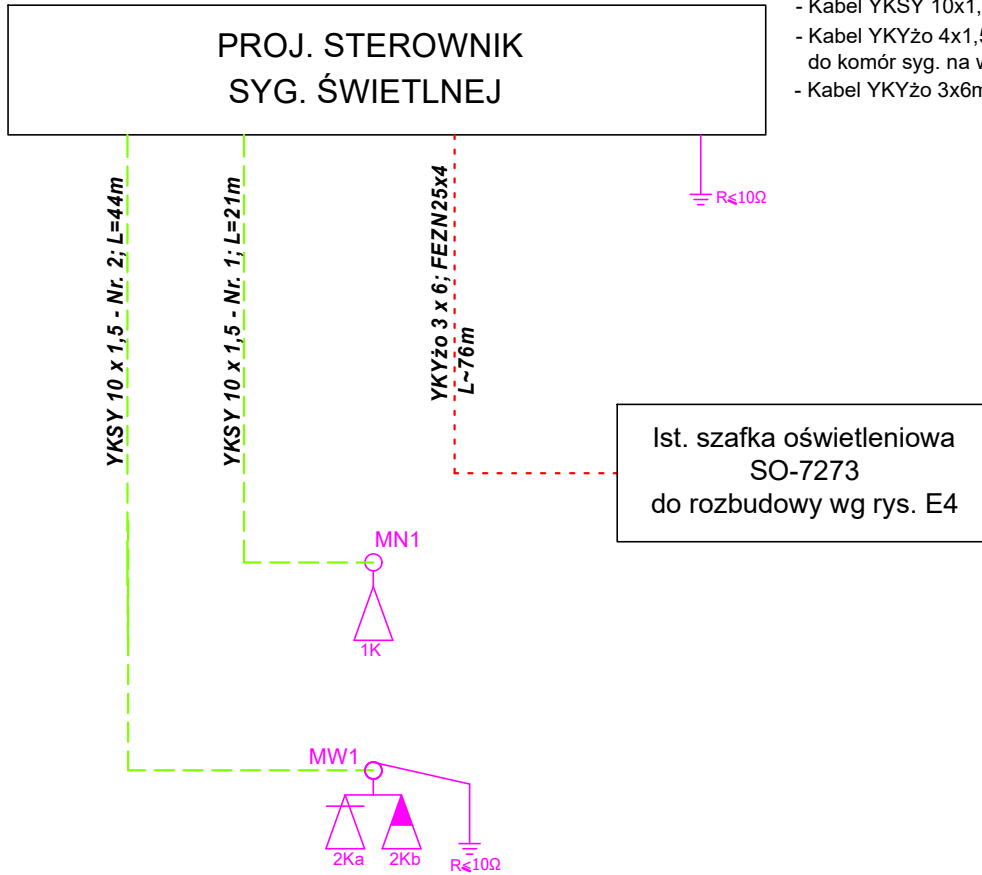 - Kabel YKSY 10x1,
- Kabel YKYżo 4x1,5
do komór syg. na w
- Kabel YKYżo 3x6m
PROJ. STEROWNIK
SYG. ŚWIETLNEJ
YKSY 10 x 1,5 - Nr. 2; L=44m
YKSY 10 x 1,5 - Nr. 1; L=21m
YKYżo 3 x 6; FEZN25x4
L~76m
R≤10Ω
Ist. szafka oświetleniowa
SO-7273
do rozbudowy wg rys. E4
MN1
1K
MW1
2Ka
2Kb
R≤10Ω